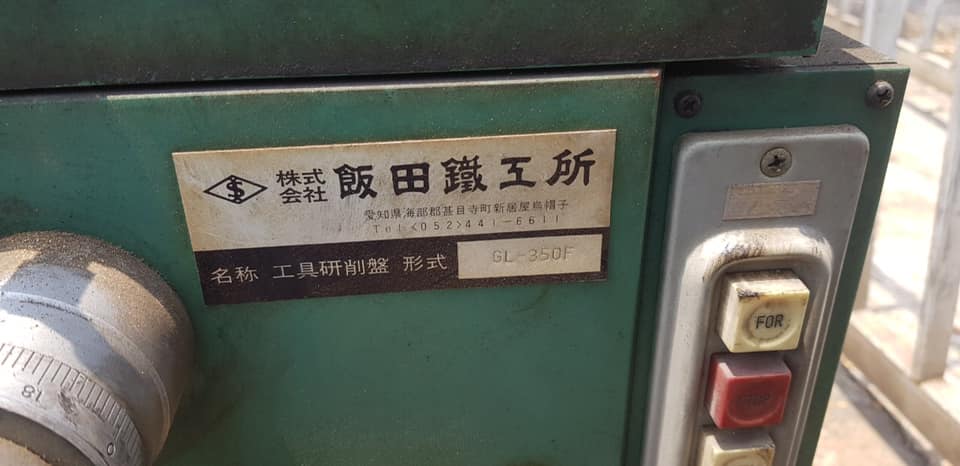 株式会社 飯田鐵工所
愛知県海部郡甚目寺町新居屋烏帽子
Tel<052>441-6611
名称 工具研削盤 形式 GL-350F
FOR
STOP
18
0